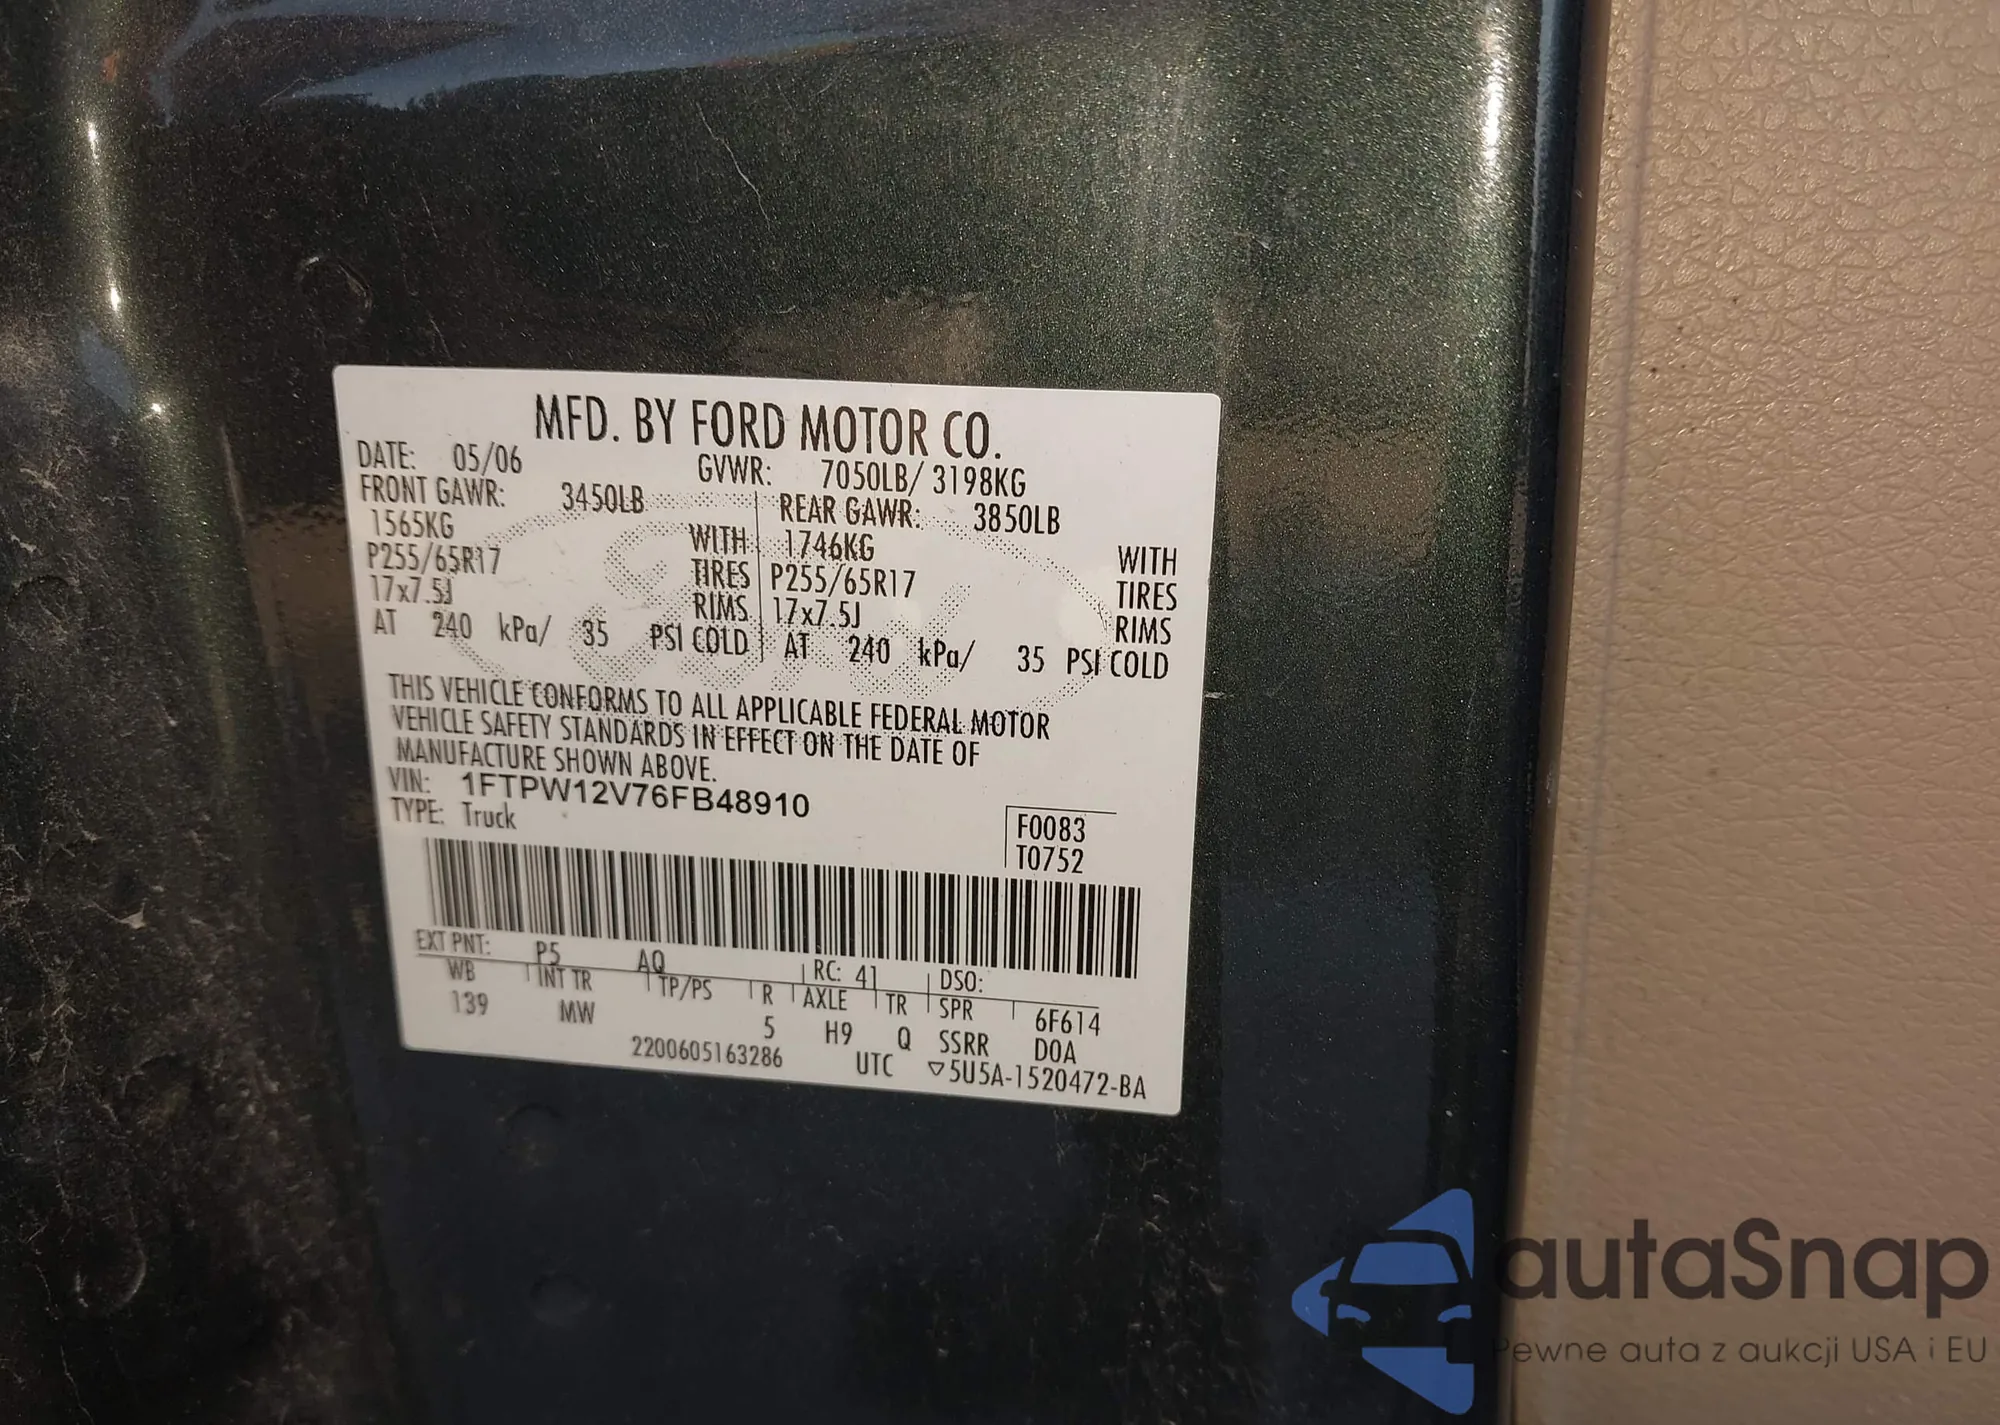 MFD. BY FORD MOTOR CO.
DATE: 05/06 GVWR: 7050LB/ 3198KG
FRONT GAWR: 3450LB REAR GAWR: 3850LB
1565KG WITH 1746KG WITH
P255/65R17 TIRES P255/65R17 TIRES
17x7.5J RIMS 17x7.5J RIMS
AT 240 kPa/ 35 PSI COLD AT 240 kPa/ 35 PSI COLD
THIS VEHICLE CONFORMS TO ALL APPLICABLE FEDERAL MOTOR
VEHICLE SAFETY STANDARDS IN EFFECT ON THE DATE OF
MANUFACTURE SHOWN ABOVE.
VIN: 1FTPW12V76FB48910
TYPE: Truck
F0083
T0752
EXT PNT: P5 AQ RC: 41 DSO:
WB INT TR TP/PS R AXLE TR SPR 6F614
139 MW 5 H9 Q SSRR DOA
2200605163286 UTC ▽5U5A-1520472-BA
autaSnap
Pewne auta z aukcji USA i EU